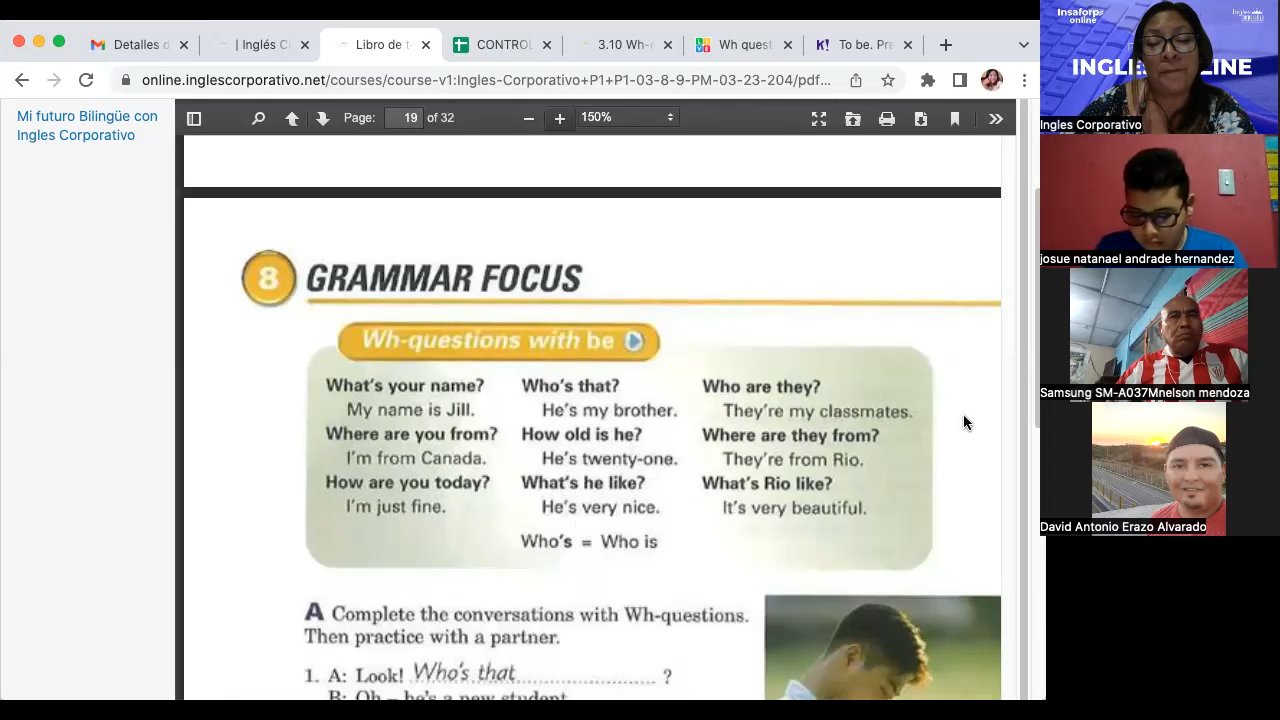 Detalles d
| Inglés C
Libro de t
CONTROL
3.10 Wh-
Wh quest
To be. Pre
online.inglescorporativo.net/courses/course-v1:Ingles-Corporativo+P1+P1-03-8-9-PM-03-23-204/pdf...
Mi futuro Bilingüe con
Ingles Corporativo
Page: 19 of 32
150%
8 GRAMMAR FOCUS
Wh-questions with be
What's your name? Who's that? Who are they?
My name is Jill. He's my brother. They're my classmates.
Where are you from? How old is he? Where are they from?
I'm from Canada. He's twenty-one. They're from Rio.
How are you today? What's he like? What's Rio like?
I'm just fine. He's very nice. It's very beautiful.
Who's = Who is
A Complete the conversations with Wh-questions.
Then practice with a partner.
1. A: Look! Who's that ?
B: Oh – he's a new student
Insaforp
online
Ingles Corporativo
josue natanael andrade hernandez
Samsung SM-A037Mnelson mendoza
David Antonio Erazo Alvarado